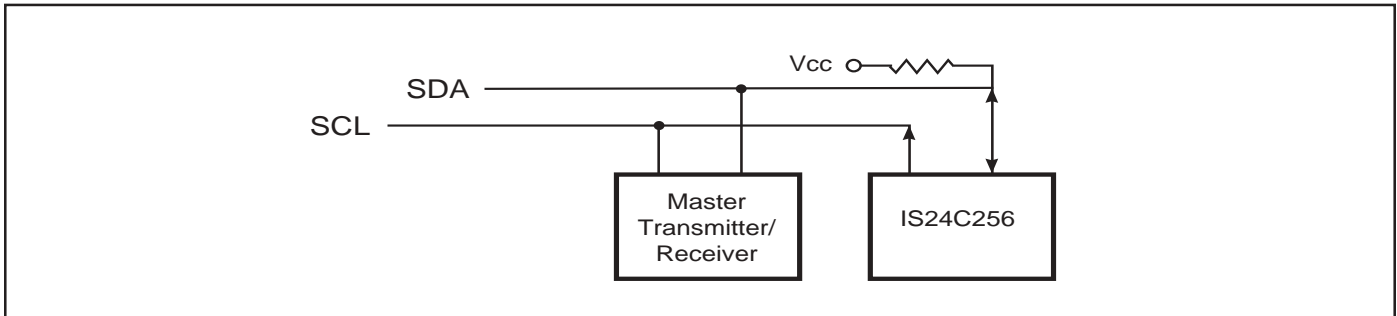 Vcc
SDA
SCL
Master
Transmitter/
Receiver
IS24C256